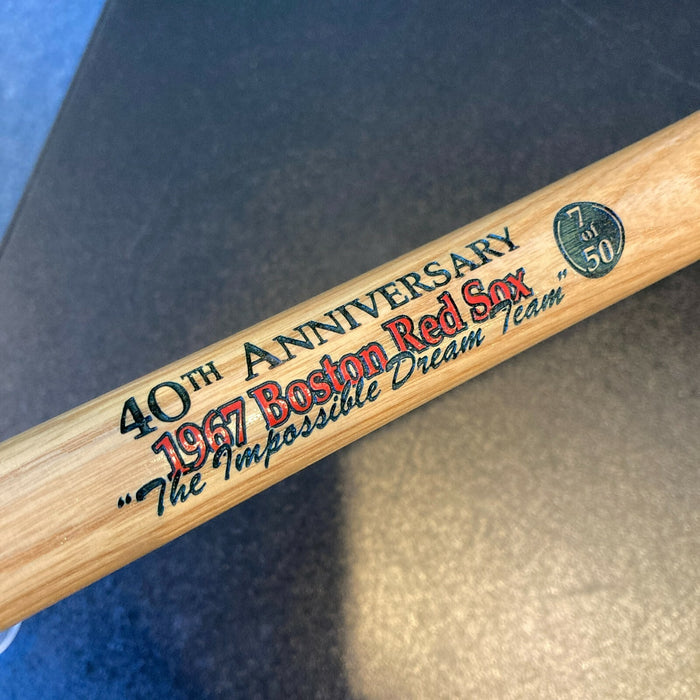 40TH ANNIVERSARY
1967 Boston Red Sox
"The Impossible Dream Team"
7
of
50